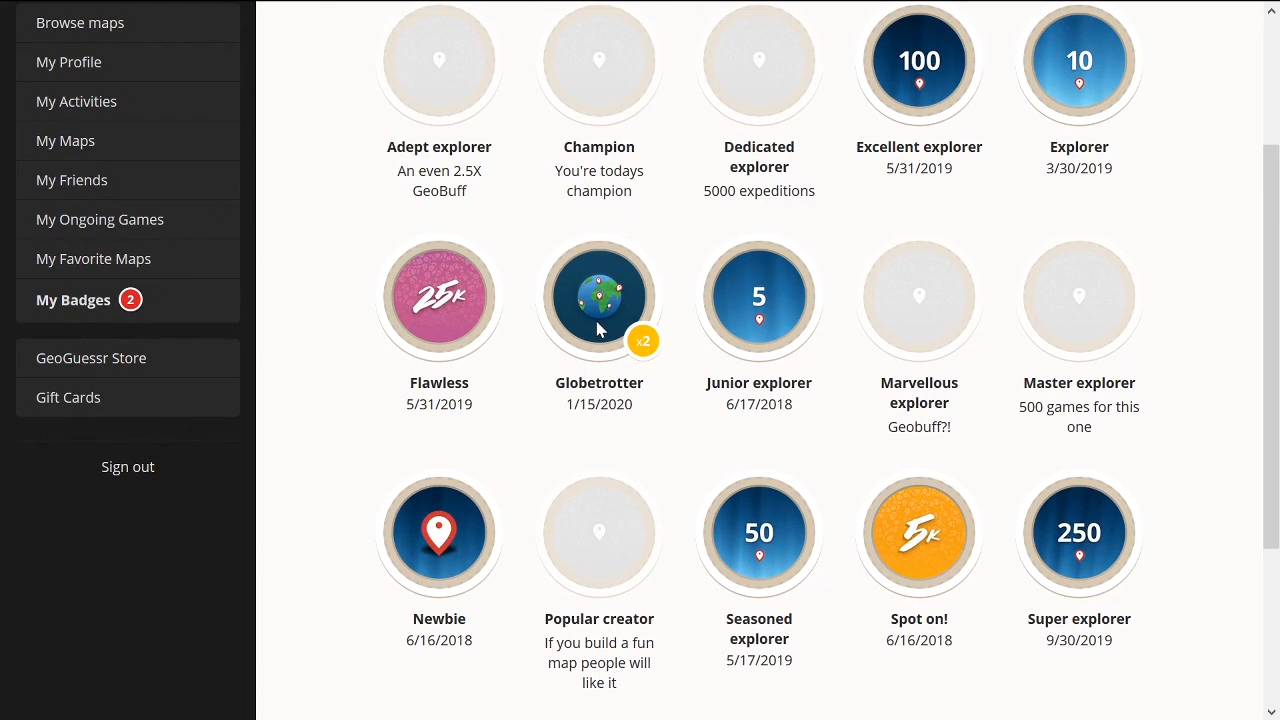 Browse maps
My Profile
My Activities
My Maps
My Friends
My Ongoing Games
My Favorite Maps
My Badges 2
GeoGuessr Store
Gift Cards
Sign out
100
10
Adept explorer
An even 2.5X
GeoBuff
Champion
You're todays
champion
Dedicated
explorer
5000 expeditions
Excellent explorer
5/31/2019
Explorer
3/30/2019
25K
x2
5
Flawless
5/31/2019
Globetrotter
1/15/2020
Junior explorer
6/17/2018
Marvellous
explorer
Geobuff?!
Master explorer
500 games for this
one
50
5K
250
Newbie
6/16/2018
Popular creator
If you build a fun
map people will
like it
Seasoned
explorer
5/17/2019
Spot on!
6/16/2018
Super explorer
9/30/2019